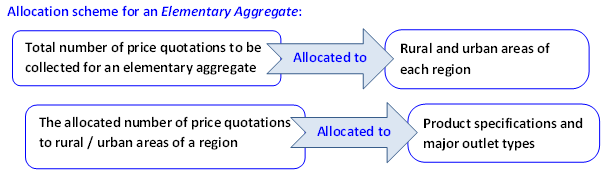 Allocation scheme for an Elementary Aggregate:
Total number of price quotations to be
collected for an elementary aggregate
Allocated to
Rural and urban areas of
each region
The allocated number of price quotations
to rural / urban areas of a region
Allocated to
Product specifications and
major outlet types